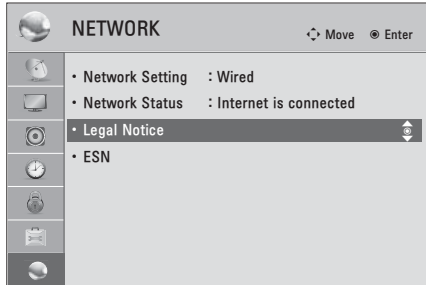 NETWORK
Move Enter
• Network Setting : Wired
• Network Status : Internet is connected
• Legal Notice
• ESN